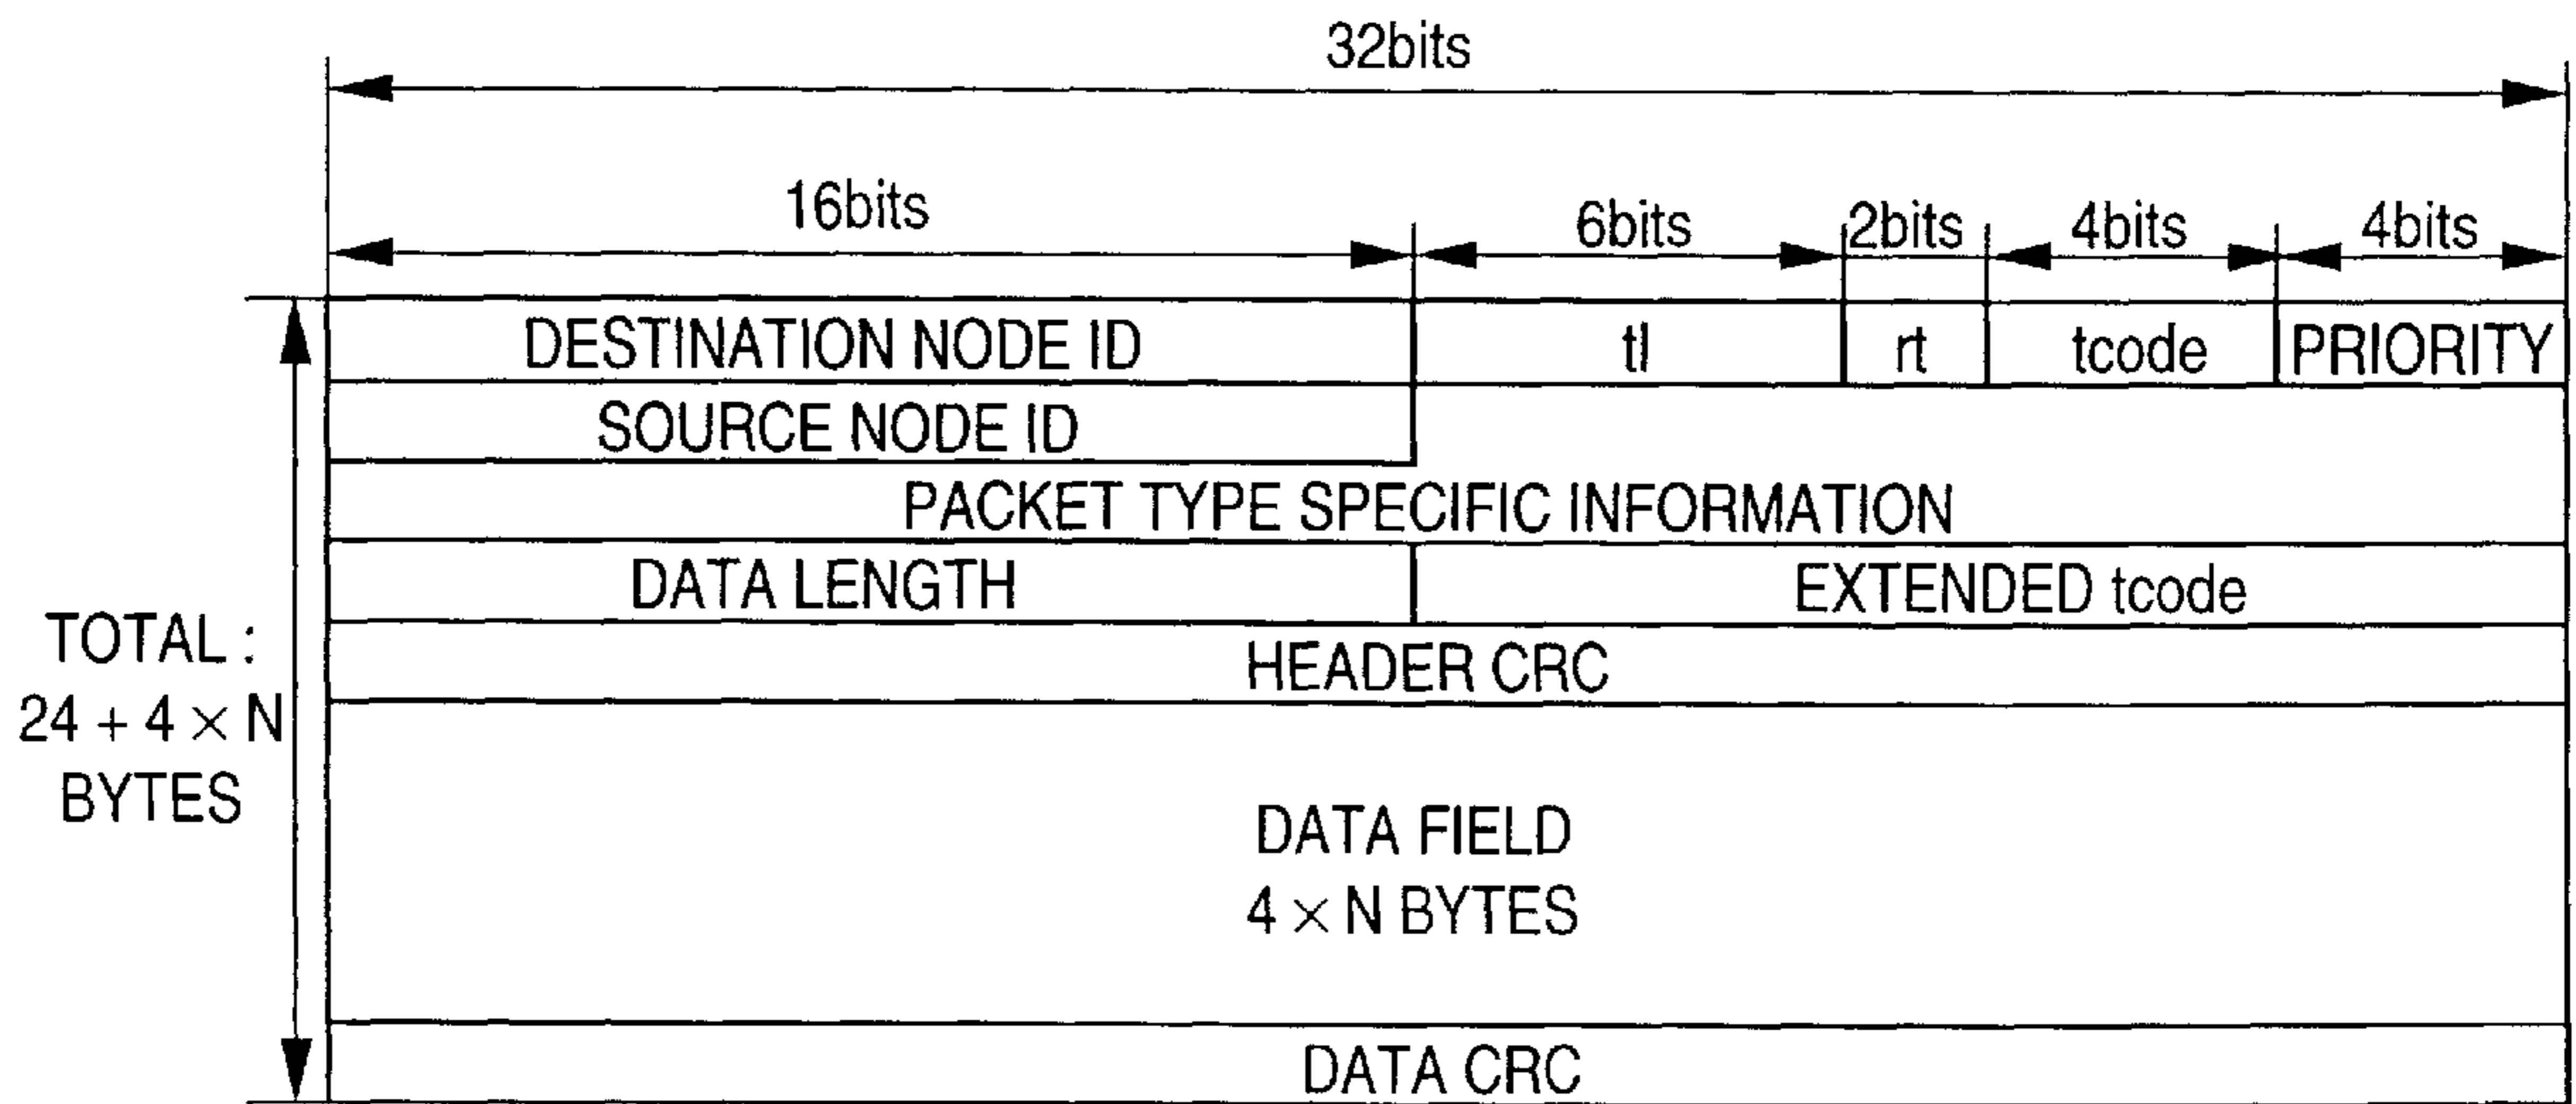 32bits
16bits 6bits 2bits 4bits 4bits
DESTINATION NODE ID tl rt tcode PRIORITY
SOURCE NODE ID
PACKET TYPE SPECIFIC INFORMATION
DATA LENGTH EXTENDED tcode
HEADER CRC
TOTAL :
24 + 4 × N
BYTES
DATA FIELD
4 × N BYTES
DATA CRC